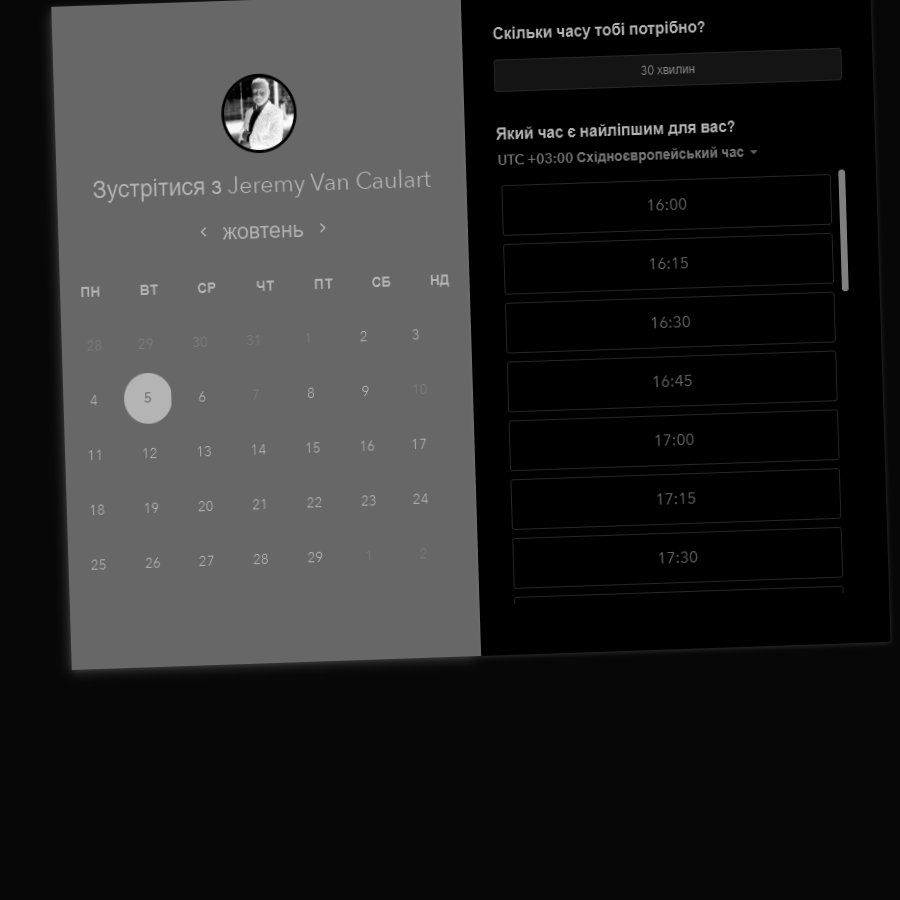 Зустрітися з Jeremy Van Caulart
‹ жовтень ›
ПН ВТ СР ЧТ ПТ СБ НД
28 29 30 31 1 2 3
4 5 6 7 8 9 10
11 12 13 14 15 16 17
18 19 20 21 22 23 24
25 26 27 28 29 1 2
Скільки часу тобі потрібно?
30 хвилин
Який час є найліпшим для вас?
UTC +03:00 Східноєвропейський час
16:00
16:15
16:30
16:45
17:00
17:15
17:30